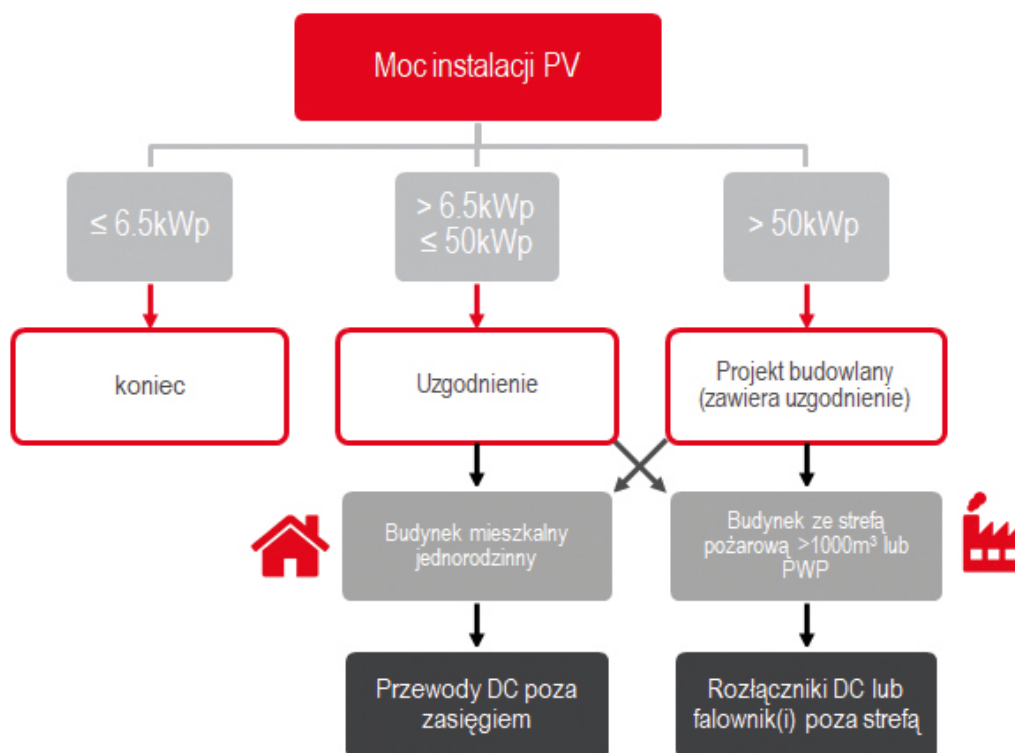 Moc instalacji PV
≤ 6.5kWp
> 6.5kWp
≤ 50kWp
> 50kWp
koniec
Uzgodnienie
Projekt budowlany
(zawiera uzgodnienie)
Budynek mieszkalny
jednorodzinny
Budynek ze strefą
pożarową >1000m³ lub
PWP
Przewody DC poza
zasięgiem
Rozłączniki DC lub
falownik(i) poza strefą